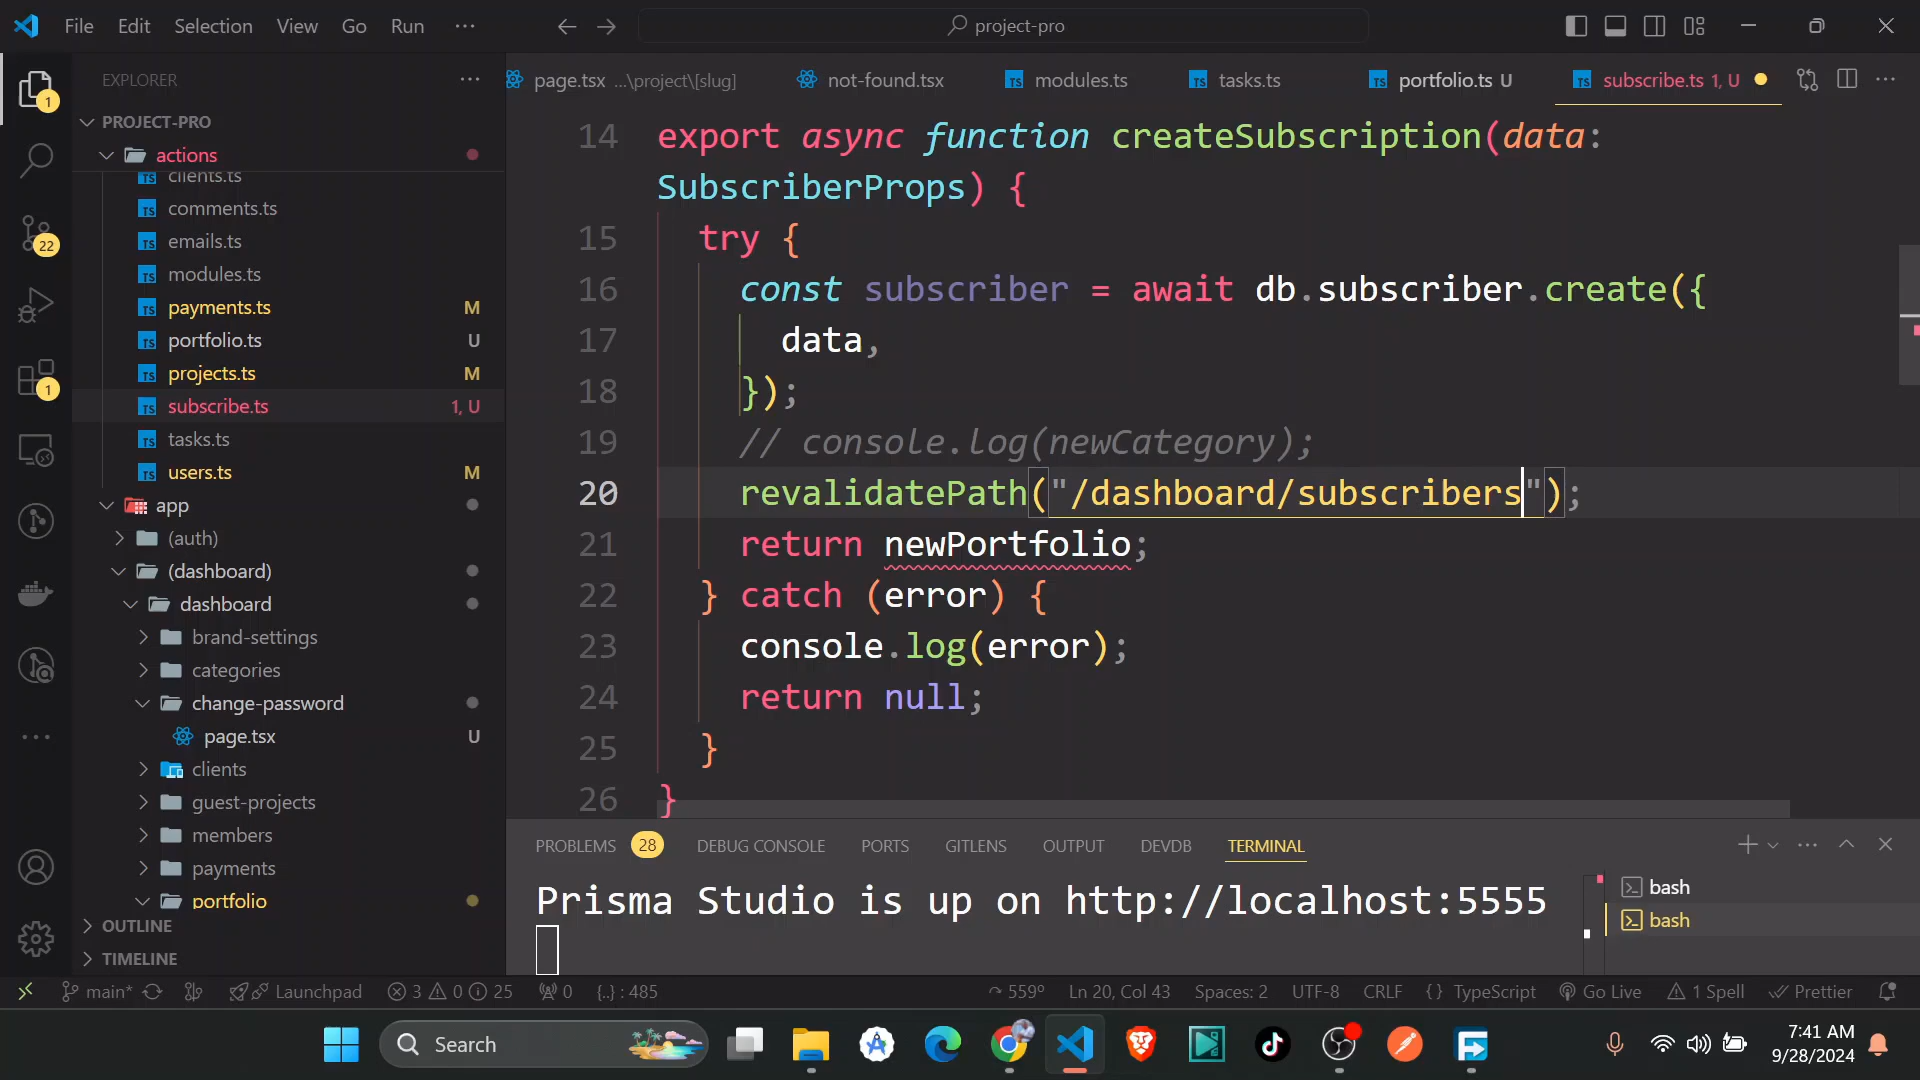 File Edit Selection View Go Run ···
project-pro
EXPLORER
PROJECT-PRO
actions
clients.ts
comments.ts
emails.ts
modules.ts
payments.ts M
portfolio.ts U
projects.ts M
subscribe.ts 1, U
tasks.ts
users.ts M
app
(auth)
(dashboard)
dashboard
brand-settings
categories
change-password
page.tsx U
clients
guest-projects
members
payments
portfolio
OUTLINE
TIMELINE
1
22
1
page.tsx ...\project\[slug] not-found.tsx modules.ts tasks.ts portfolio.ts U subscribe.ts 1, U
14 export async function createSubscription(data:
SubscriberProps) {
15 try {
16 const subscriber = await db.subscriber.create({
17 data,
18 });
19 // console.log(newCategory);
20 revalidatePath("/dashboard/subscribers");
21 return newPortfolio;
22 } catch (error) {
23 console.log(error);
24 return null;
25 }
26 }
PROBLEMS 28 DEBUG CONSOLE PORTS GITLENS OUTPUT DEVDB TERMINAL
Prisma Studio is up on http://localhost:5555
bash
bash
main* Launchpad 3 0 25 0 {..} : 485 559° Ln 20, Col 43 Spaces: 2 UTF-8 CRLF { } TypeScript Go Live 1 Spell Prettier
Search
7:41 AM
9/28/2024